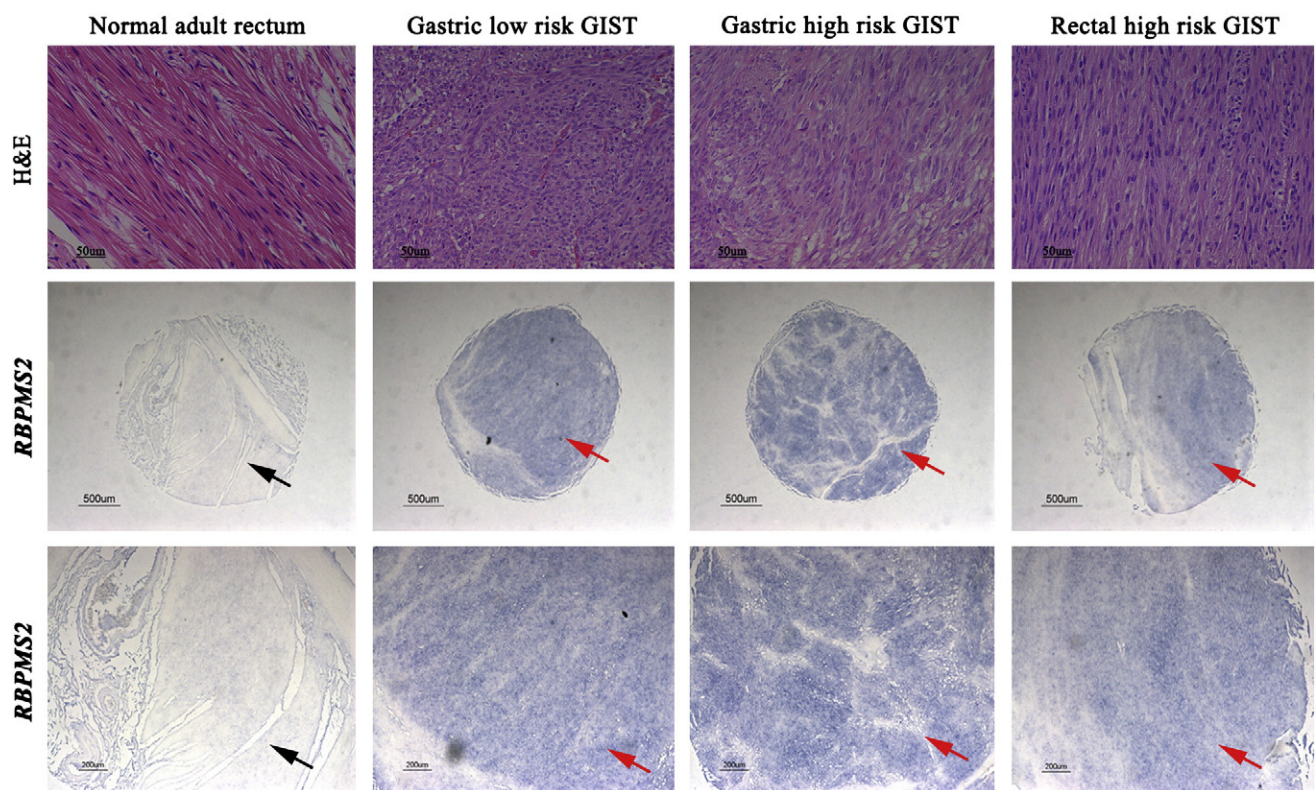 Normal adult rectum
Gastric low risk GIST
Gastric high risk GIST
Rectal high risk GIST
H&E
50um
50um
50um
50um
RBPMS2
500um
500um
500um
500um
RBPMS2
200um
200um
200um
200um